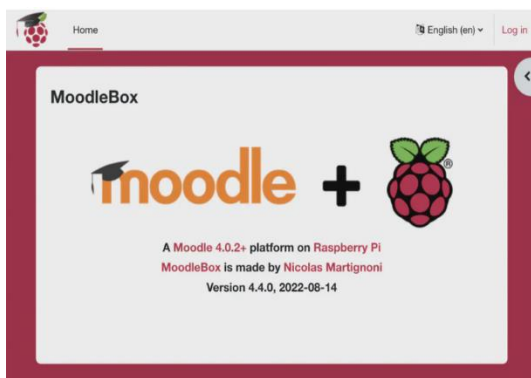 Home
English (en)
Log in
MoodleBox
moodle + ®
A Moodle 4.0.2+ platform on Raspberry Pi
MoodleBox is made by Nicolas Martignoni
Version 4.4.0, 2022-08-14